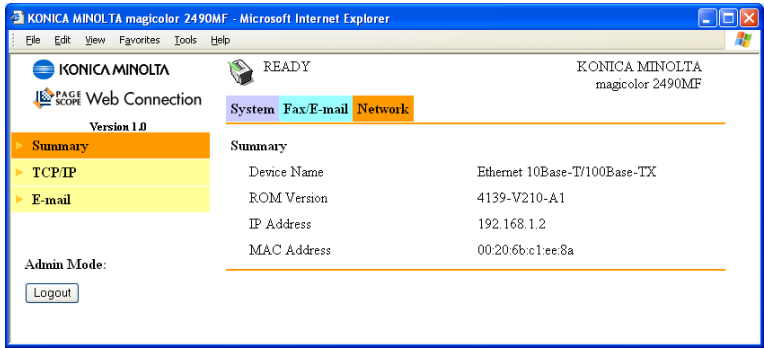 KONICA MINOLTA magicolor 2490MF - Microsoft Internet Explorer
File Edit View Favorites Tools Help
KONICA MINOLTA
PAGE SCOPE Web Connection
Version 1.0
READY
KONICA MINOLTA
magicolor 2490MF
System Fax/E-mail Network
Summary
TCP/IP
E-mail
Admin Mode:
Logout
Summary
Device Name Ethernet 10Base-T/100Base-TX
ROM Version 4139-V210-A1
IP Address 192.168.1.2
MAC Address 00:20:6b:c1:ee:8a